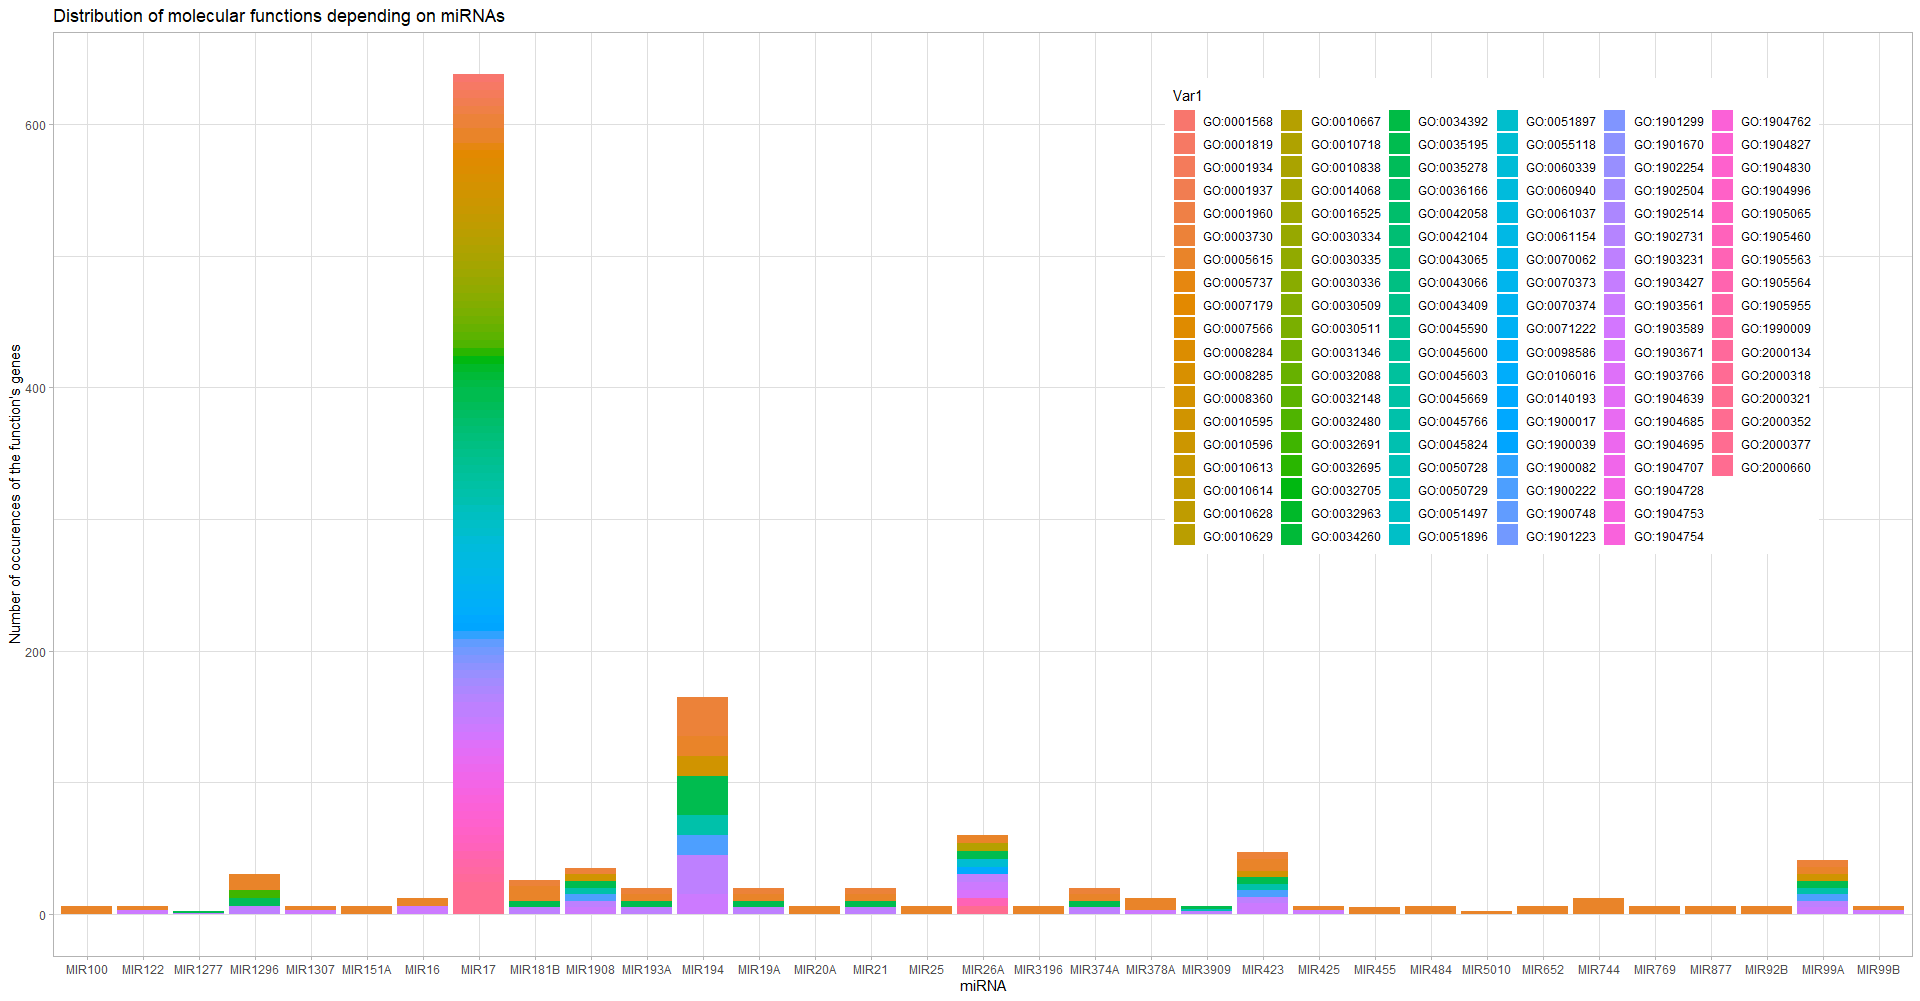 Distribution of molecular functions depending on miRNAs
Number of occurences of the function's genes
600
400
200
0
Var1
GO:0001568 GO:0010667 GO:0034392 GO:0051897 GO:1901299 GO:1904762
GO:0001819 GO:0010718 GO:0035195 GO:0055118 GO:1901670 GO:1904827
GO:0001934 GO:0010838 GO:0035278 GO:0060339 GO:1902254 GO:1904830
GO:0001937 GO:0014068 GO:0036166 GO:0060940 GO:1902504 GO:1904996
GO:0001960 GO:0016525 GO:0042058 GO:0061037 GO:1902514 GO:1905065
GO:0003730 GO:0030334 GO:0042104 GO:0061154 GO:1902731 GO:1905460
GO:0005615 GO:0030335 GO:0043065 GO:0070062 GO:1903231 GO:1905563
GO:0005737 GO:0030336 GO:0043066 GO:0070373 GO:1903427 GO:1905564
GO:0007179 GO:0030509 GO:0043409 GO:0070374 GO:1903561 GO:1905955
GO:0007566 GO:0030511 GO:0045590 GO:0071222 GO:1903589 GO:1990009
GO:0008284 GO:0031346 GO:0045600 GO:0098586 GO:1903671 GO:2000134
GO:0008285 GO:0032088 GO:0045603 GO:0106016 GO:1903766 GO:2000318
GO:0008360 GO:0032148 GO:0045669 GO:0140193 GO:1904639 GO:2000321
GO:0010595 GO:0032480 GO:0045766 GO:1900017 GO:1904685 GO:2000352
GO:0010596 GO:0032691 GO:0045824 GO:1900039 GO:1904695 GO:2000377
GO:0010613 GO:0032695 GO:0050728 GO:1900082 GO:1904707 GO:2000660
GO:0010614 GO:0032705 GO:0050729 GO:1900222 GO:1904728
GO:0010628 GO:0032963 GO:0051497 GO:1900748 GO:1904753
GO:0010629 GO:0034260 GO:0051896 GO:1901223 GO:1904754
MIR100 MIR122 MIR1277 MIR1296 MIR1307 MIR151A MIR16 MIR17 MIR181B MIR1908 MIR193A MIR194 MIR19A MIR20A MIR21 MIR25 MIR26A MIR3196 MIR374A MIR378A MIR3909 MIR423 MIR425 MIR455 MIR484 MIR5010 MIR652 MIR744 MIR769 MIR877 MIR92B MIR99A MIR99B
miRNA